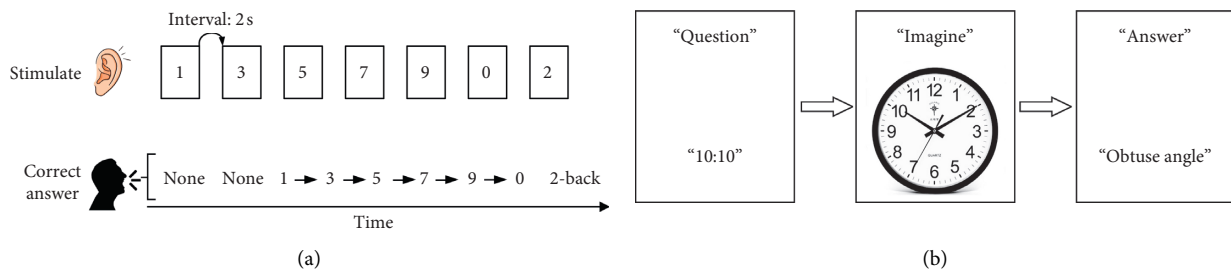 Interval: 2 s
Stimulate
1 3 5 7 9 0 2
Correct
answer
None None 1 3 5 7 9 0 2-back
Time
(a)
“Question”
“10:10”
“Imagine”
12
11 1
10 2
9 3
8 4
7 5
6
QUARTZ
“Answer”
“Obtuse angle”
(b)